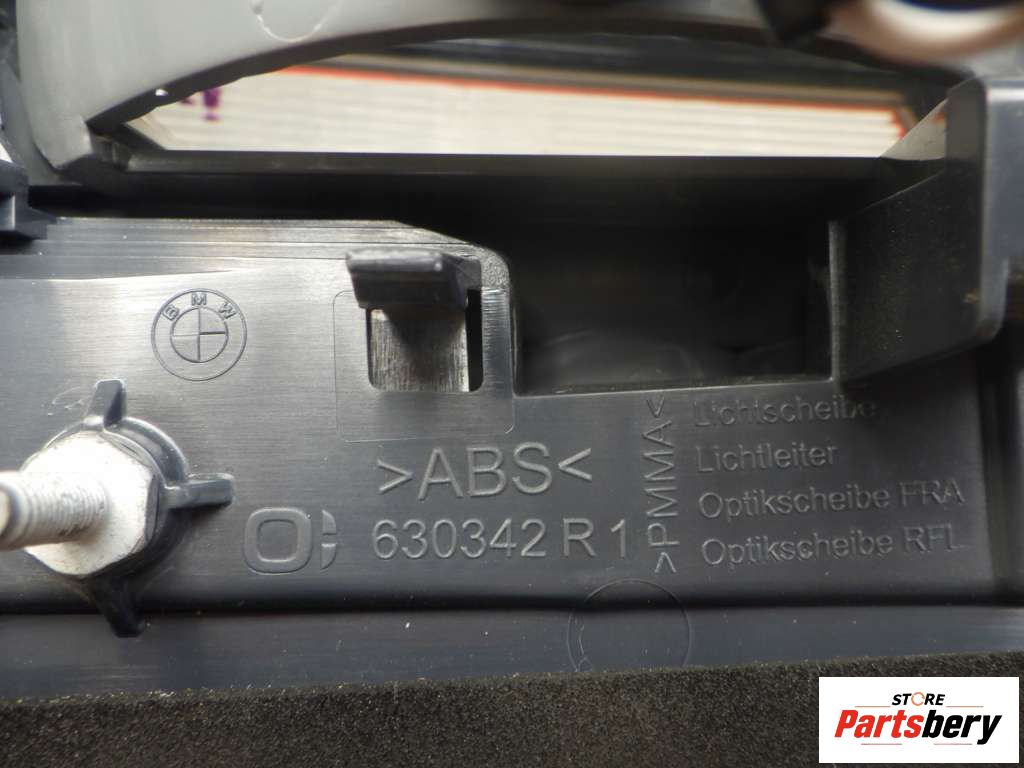 BMW
>ABS<
630342 R 1
>PMMA<
Lichtscheibe
Lichtleiter
Optikscheibe FRA
Optikscheibe RFL
STORE
Partsbery